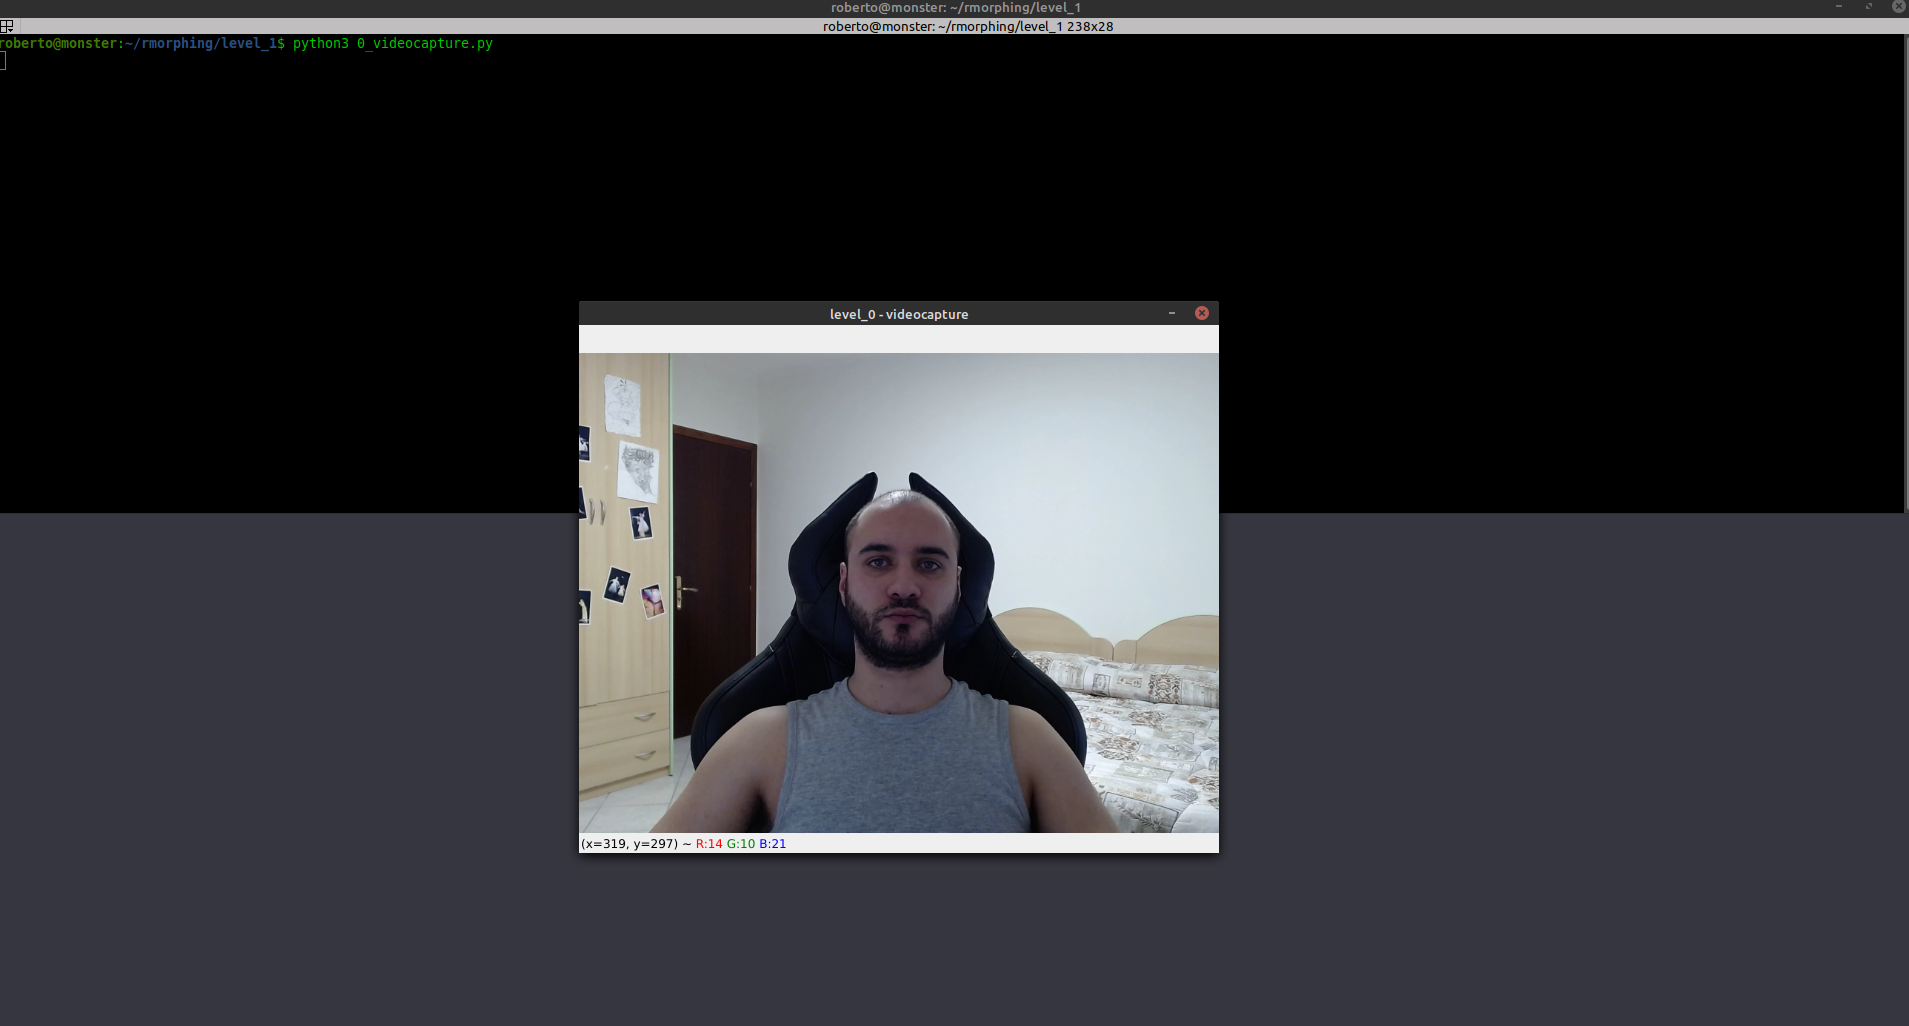 roberto@monster: ~/rmorphing/level_1
roberto@monster: ~/rmorphing/level_1 238x28
roberto@monster:~/rmorphing/level_1$ python3 0_videocapture.py
level_0 - videocapture
(x=319, y=297) ~ R:14 G:10 B:21